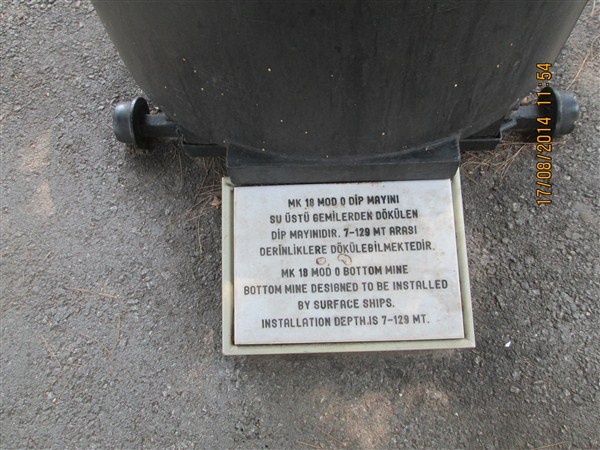 MK 18 MOD 0 DİP MAYINI
SU ÜSTÜ GEMİLERDEN DÖKÜLEN
DİP MAYINIDIR. 7-129 MT ARASI
DERİNLİKLERE DÖKÜLEBİLMEKTEDİR.
MK 18 MOD 0 BOTTOM MINE
BOTTOM MINE DESIGNED TO BE INSTALLED
BY SURFACE SHIPS.
INSTALLATION DEPTH.IS 7-129 MT.
17/08/2014 11:54